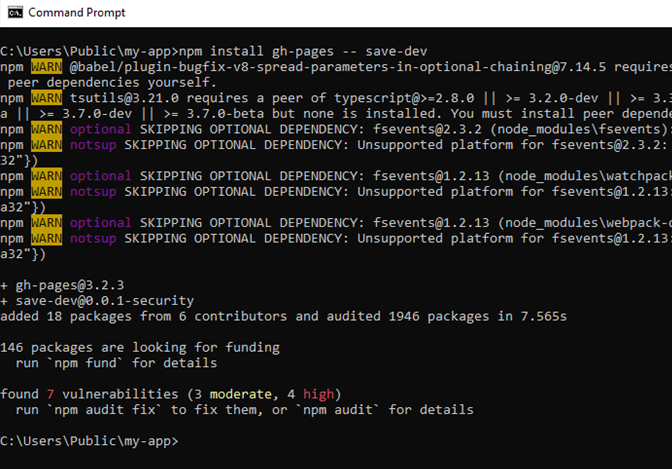 Command Prompt
C:\Users\Public\my-app>npm install gh-pages -- save-dev
npm WARN @babel/plugin-bugfix-v8-spread-parameters-in-optional-chaining@7.14.5 requires
 peer dependencies yourself.
npm WARN tsutils@3.21.0 requires a peer of typescript@>=2.8.0 || >= 3.2.0-dev || >= 3.3
a || >= 3.7.0-dev || >= 3.7.0-beta but none is installed. You must install peer depende
npm WARN optional SKIPPING OPTIONAL DEPENDENCY: fsevents@2.3.2 (node_modules\fsevents):
npm WARN notsup SKIPPING OPTIONAL DEPENDENCY: Unsupported platform for fsevents@2.3.2:
32"})
npm WARN optional SKIPPING OPTIONAL DEPENDENCY: fsevents@1.2.13 (node_modules\watchpack
npm WARN notsup SKIPPING OPTIONAL DEPENDENCY: Unsupported platform for fsevents@1.2.13:
a32"})
npm WARN optional SKIPPING OPTIONAL DEPENDENCY: fsevents@1.2.13 (node_modules\webpack-d
npm WARN notsup SKIPPING OPTIONAL DEPENDENCY: Unsupported platform for fsevents@1.2.13:
a32"})
+ gh-pages@3.2.3
+ save-dev@0.0.1-security
added 18 packages from 6 contributors and audited 1946 packages in 7.565s
146 packages are looking for funding
  run `npm fund` for details
found 7 vulnerabilities (3 moderate, 4 high)
  run `npm audit fix` to fix them, or `npm audit` for details
C:\Users\Public\my-app>